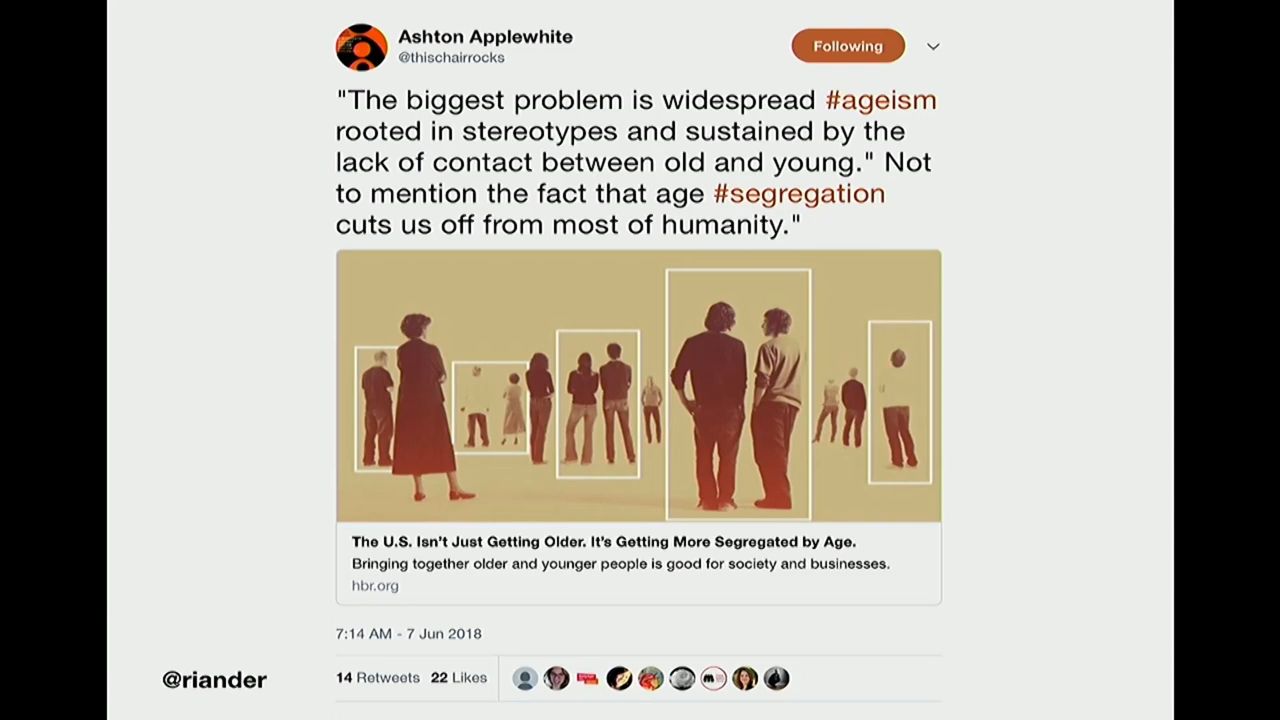 Ashton Applewhite
@thischairrocks
Following
"The biggest problem is widespread #ageism
rooted in stereotypes and sustained by the
lack of contact between old and young." Not
to mention the fact that age #segregation
cuts us off from most of humanity."
The U.S. Isn't Just Getting Older. It's Getting More Segregated by Age.
Bringing together older and younger people is good for society and businesses.
hbr.org
7:14 AM - 7 Jun 2018
14 Retweets 22 Likes
@riander